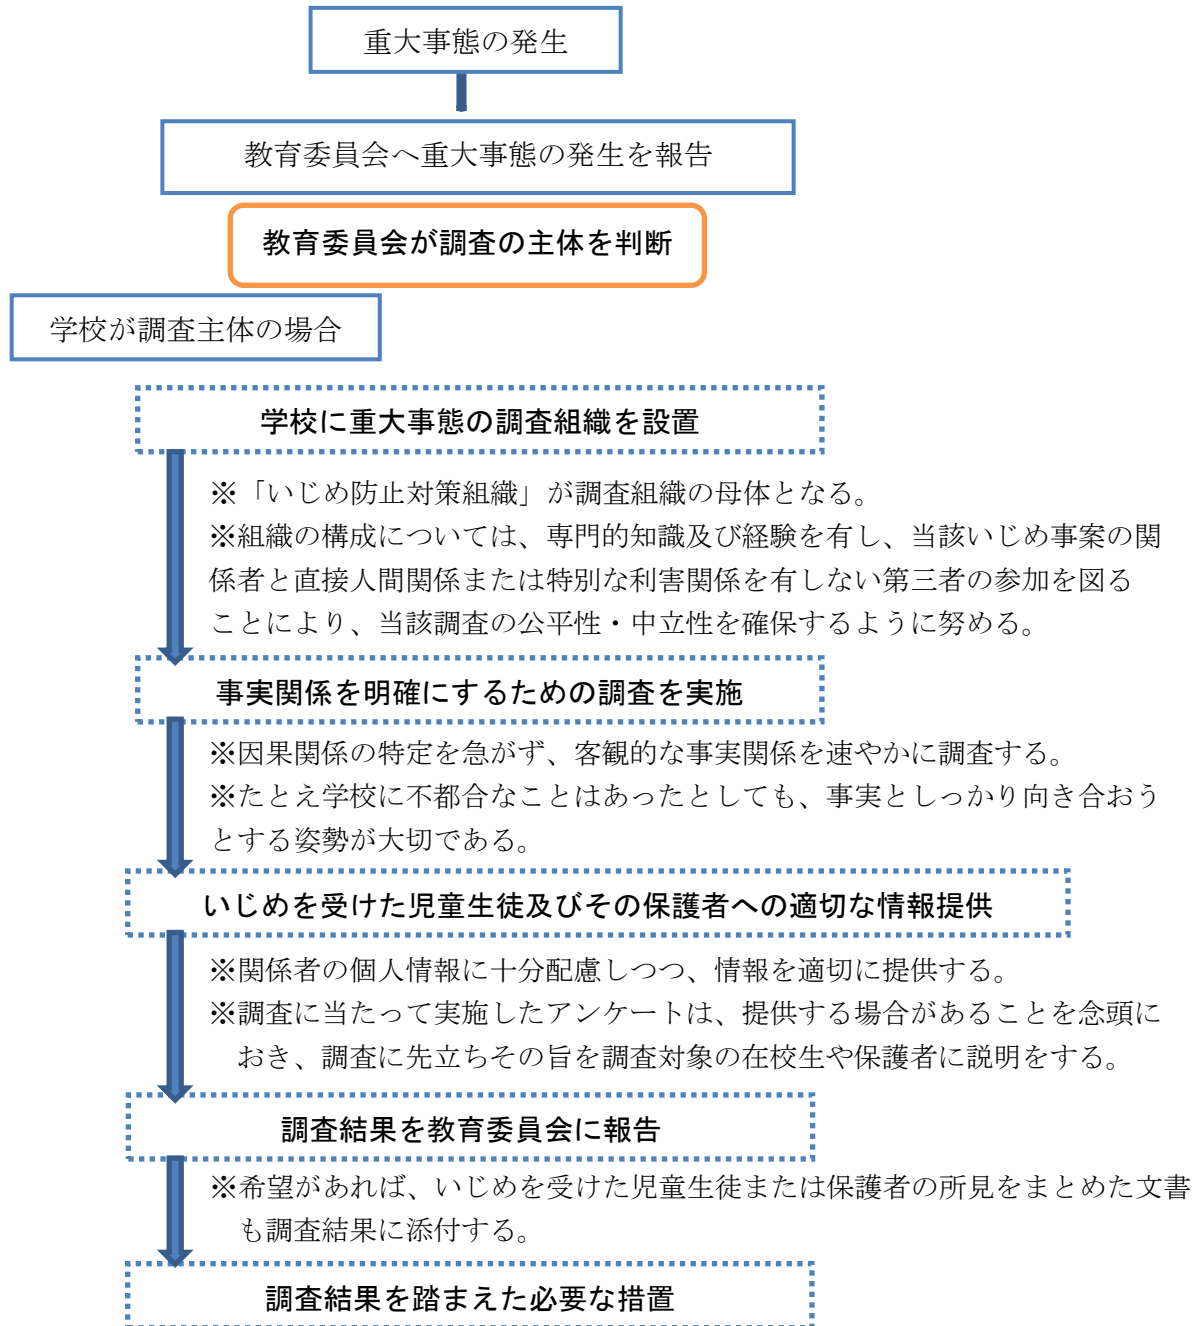 重大事態の発生
教育委員会へ重大事態の発生を報告
教育委員会が調査の主体を判断
学校が調査主体の場合
学校に重大事態の調査組織を設置
※「いじめ防止対策組織」が調査組織の母体となる。
※組織の構成については、専門的知識及び経験を有し、当該いじめ事案の関
係者と直接人間関係または特別な利害関係を有しない第三者の参加を図る
ことにより、当該調査の公平性・中立性を確保するように努める。
事実関係を明確にするための調査を実施
※因果関係の特定を急がず、客観的な事実関係を速やかに調査する。
※たとえ学校に不都合なことはあったとしても、事実としっかり向き合おう
とする姿勢が大切である。
いじめを受けた児童生徒及びその保護者への適切な情報提供
※関係者の個人情報に十分配慮しつつ、情報を適切に提供する。
※調査に当たって実施したアンケートは、提供する場合があることを念頭に
おき、調査に先立ちその旨を調査対象の在校生や保護者に説明をする。
調査結果を教育委員会に報告
※希望があれば、いじめを受けた児童生徒または保護者の所見をまとめた文書
も調査結果に添付する。
調査結果を踏まえた必要な措置